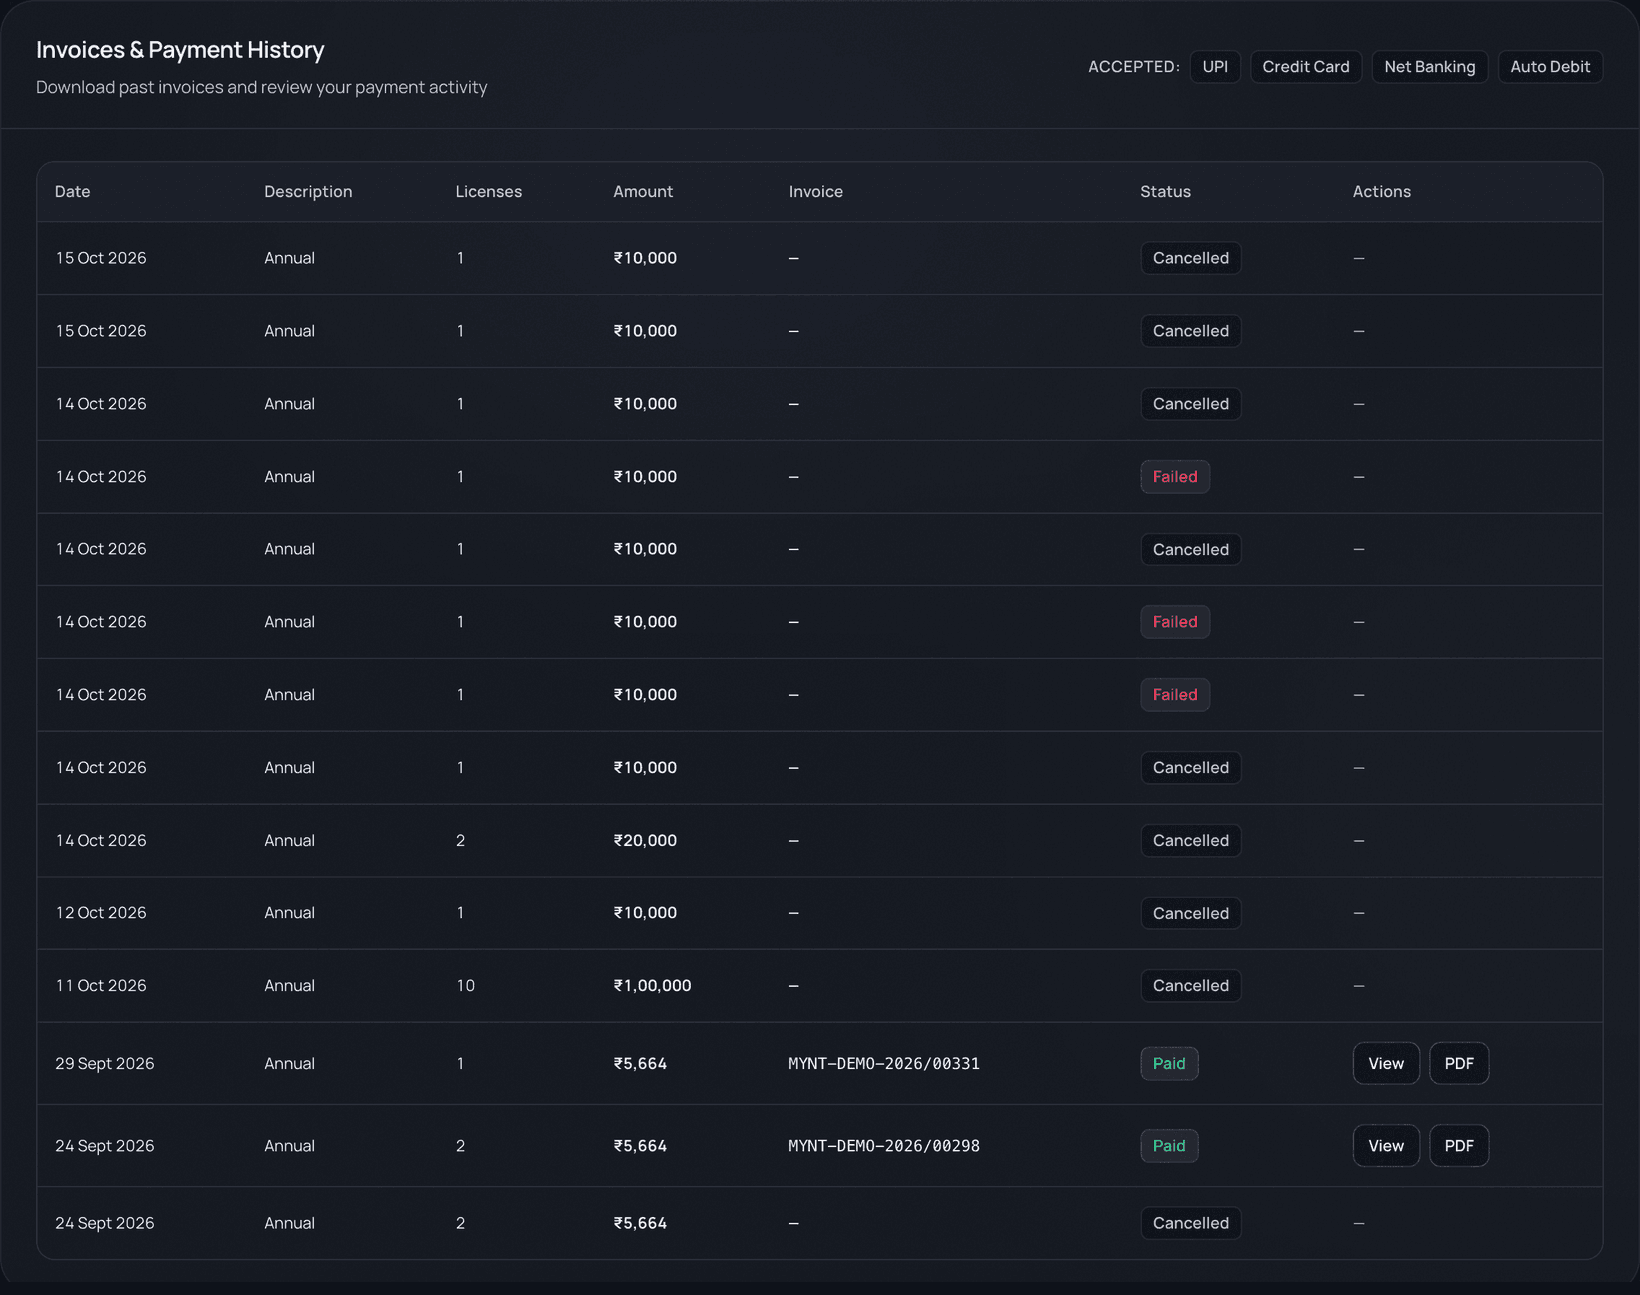 Invoices & Payment History
Download past invoices and review your payment activity
ACCEPTED: UPI Credit Card Net Banking Auto Debit
Date Description Licenses Amount Invoice Status Actions
15 Oct 2026 Annual 1 ₹10,000 – Cancelled –
15 Oct 2026 Annual 1 ₹10,000 – Cancelled –
14 Oct 2026 Annual 1 ₹10,000 – Cancelled –
14 Oct 2026 Annual 1 ₹10,000 – Failed –
14 Oct 2026 Annual 1 ₹10,000 – Cancelled –
14 Oct 2026 Annual 1 ₹10,000 – Failed –
14 Oct 2026 Annual 1 ₹10,000 – Failed –
14 Oct 2026 Annual 1 ₹10,000 – Cancelled –
14 Oct 2026 Annual 2 ₹20,000 – Cancelled –
12 Oct 2026 Annual 1 ₹10,000 – Cancelled –
11 Oct 2026 Annual 10 ₹1,00,000 – Cancelled –
29 Sept 2026 Annual 1 ₹5,664 MYNT-DEMO-2026/00331 Paid View PDF
24 Sept 2026 Annual 2 ₹5,664 MYNT-DEMO-2026/00298 Paid View PDF
24 Sept 2026 Annual 2 ₹5,664 – Cancelled –